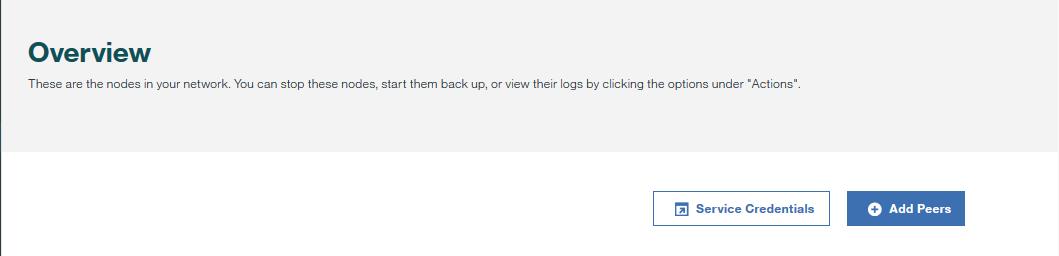 Overview
These are the nodes in your network. You can stop these nodes, start them back up, or view their logs by clicking the options under "Actions".
Service Credentials
Add Peers